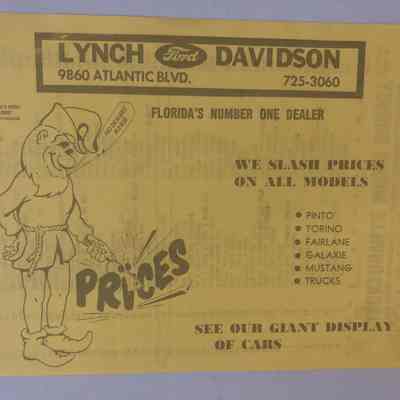 LYNCH Ford DAVIDSON
9860 ATLANTIC BLVD. 725-3060
FLORIDA'S NUMBER ONE DEALER
WE SLASH PRICES
ON ALL MODELS
PRICES
• PINTO
• TORINO
• FAIRLANE
• GALAXIE
• MUSTANG
• TRUCKS
SEE OUR GIANT DISPLAY
OF CARS